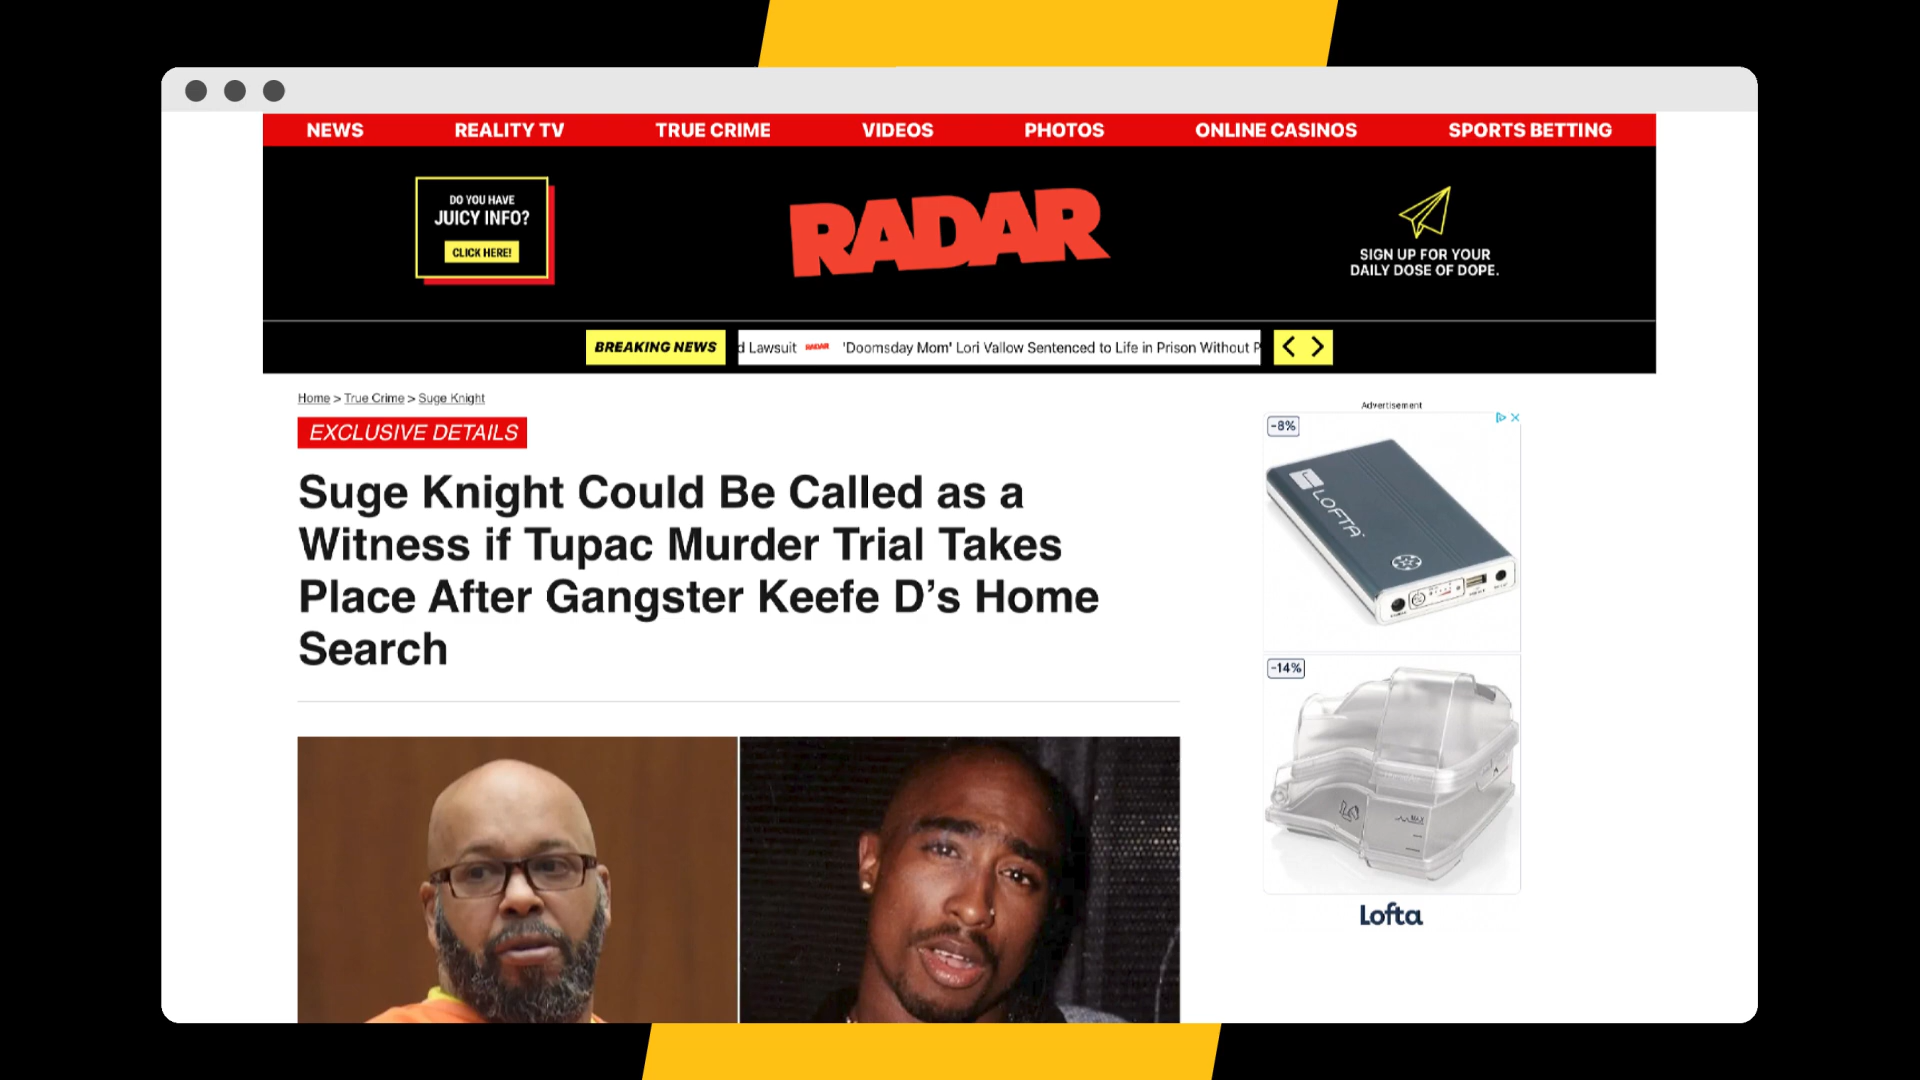 NEWS
REALITY TV
TRUE CRIME
VIDEOS
PHOTOS
ONLINE CASINOS
SPORTS BETTING
DO YOU HAVE
JUICY INFO?
CLICK HERE!
RADAR
SIGN UP FOR YOUR
DAILY DOSE OF DOPE.
BREAKING NEWS
d Lawsuit RADAR 'Doomsday Mom' Lori Vallow Sentenced to Life in Prison Without P
Home > True Crime > Suge Knight
EXCLUSIVE DETAILS
Suge Knight Could Be Called as a
Witness if Tupac Murder Trial Takes
Place After Gangster Keefe D’s Home
Search
Advertisement
-8%
LOFTA
-14%
MAX
Lofta